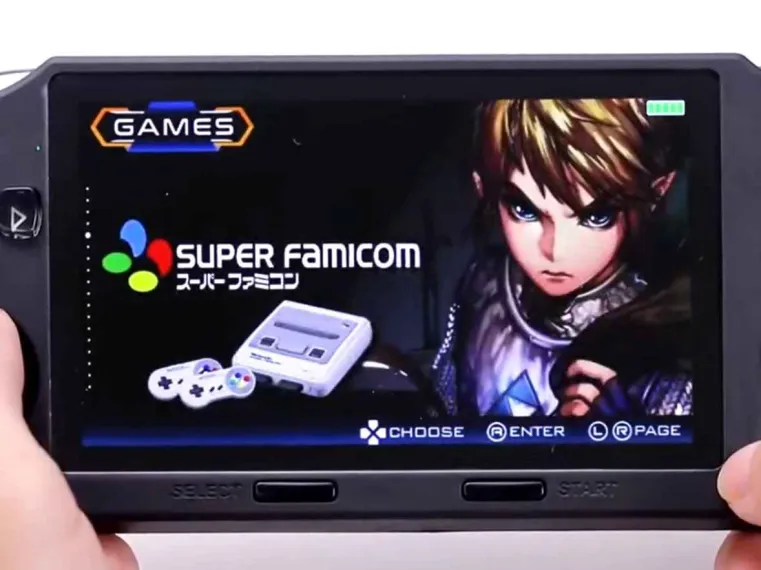 GAMES
SUPER FAMICOM
スーパーファミコン
CHOOSE
A ENTER
L R PAGE
SELECT
START